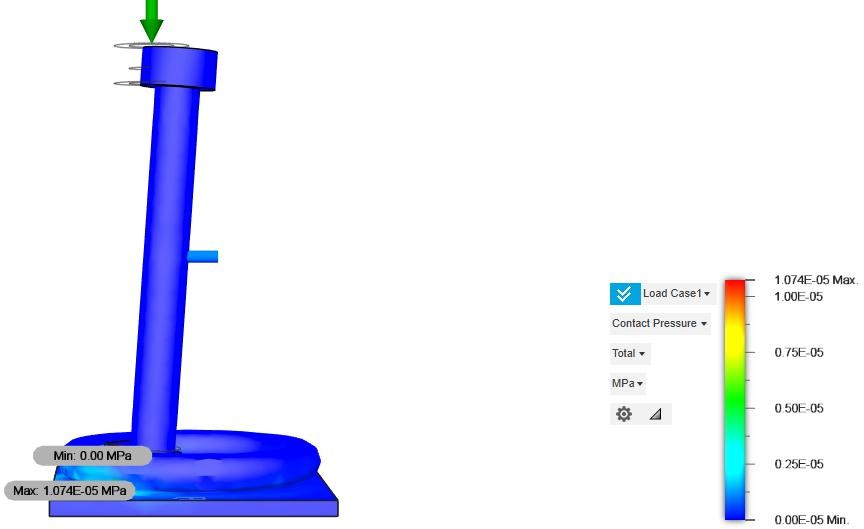 Min: 0.00 MPa
Max: 1.074E-05 MPa
Load Case1
Contact Pressure
Total
MPa
1.074E-05 Max.
1.00E-05
0.75E-05
0.50E-05
0.25E-05
0.00E-05 Min.